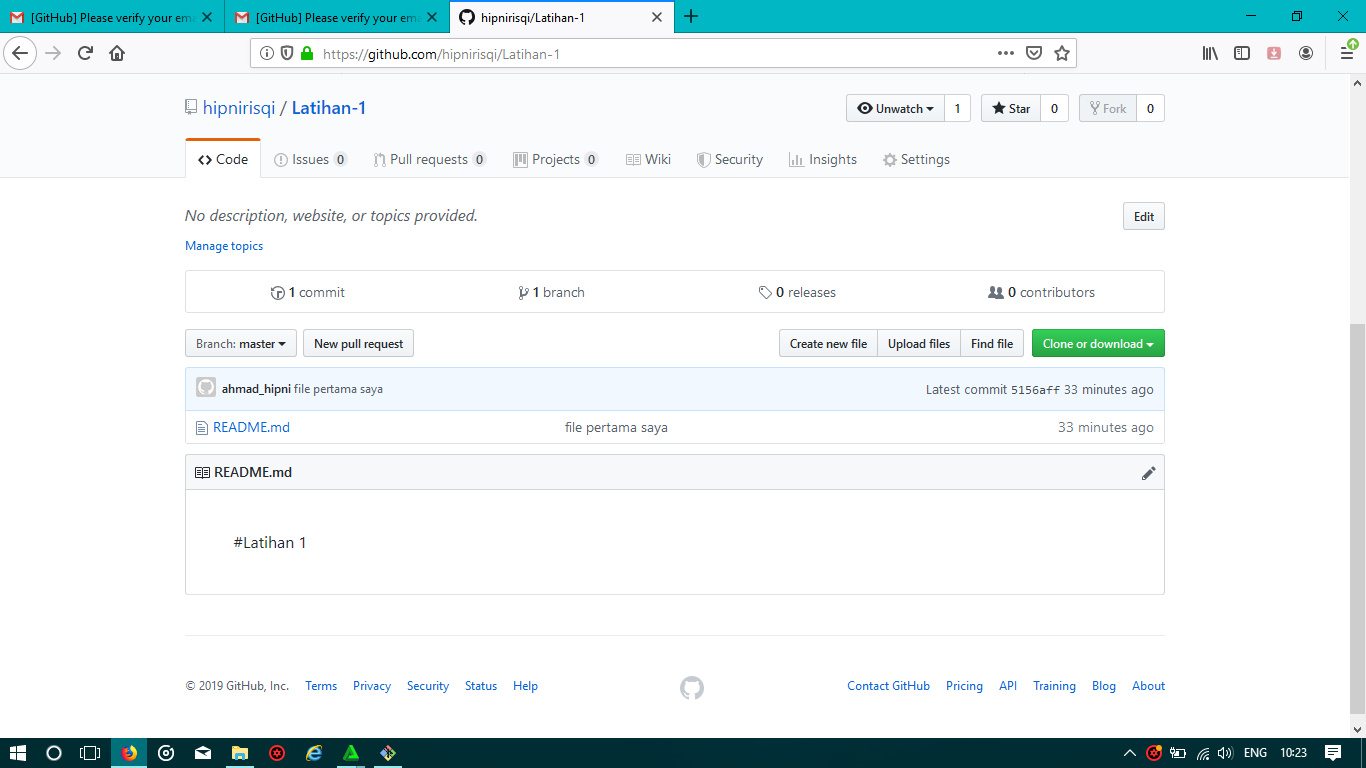 [GitHub] Please verify your ema
[GitHub] Please verify your ema
hipnirisqi/Latihan-1
https://github.com/hipnirisqi/Latihan-1
hipnirisqi / Latihan-1
Unwatch 1
Star 0
Fork 0
Code
Issues 0
Pull requests 0
Projects 0
Wiki
Security
Insights
Settings
No description, website, or topics provided.
Edit
Manage topics
1 commit
1 branch
0 releases
0 contributors
Branch: master
New pull request
Create new file
Upload files
Find file
Clone or download
ahmad_hipni file pertama saya
Latest commit 5156aff 33 minutes ago
README.md
file pertama saya
33 minutes ago
README.md
#Latihan 1
© 2019 GitHub, Inc.
Terms
Privacy
Security
Status
Help
Contact GitHub
Pricing
API
Training
Blog
About
ENG
10:23